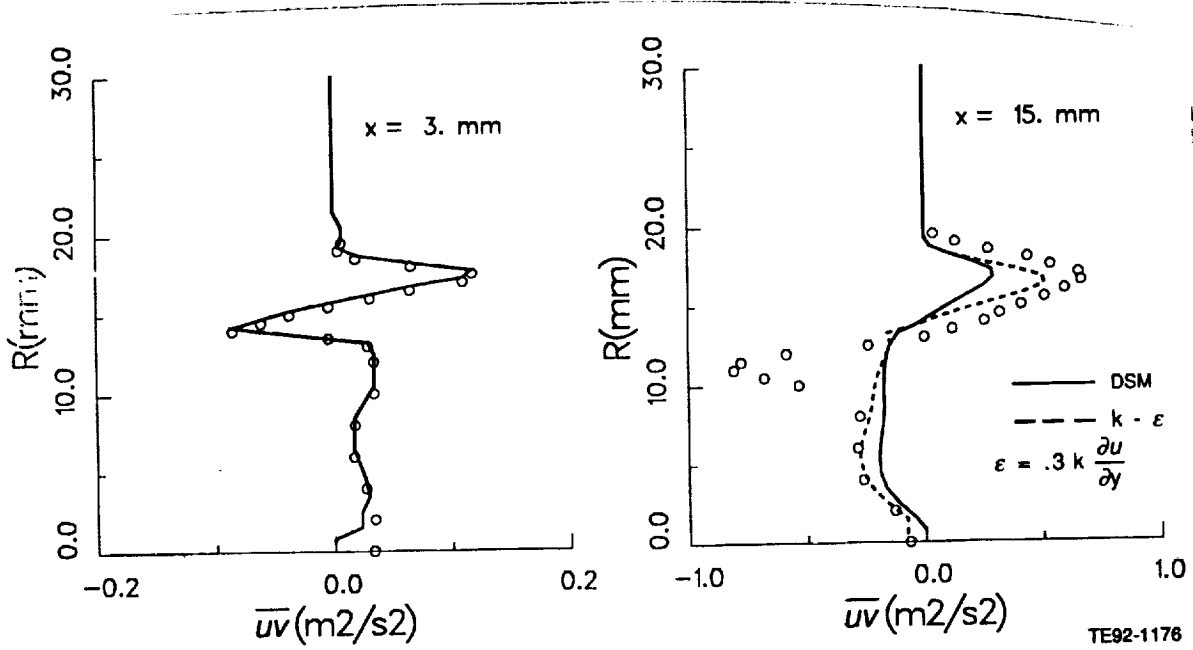 30.0
20.0
10.0
0.0
R(mm)
x = 3. mm
-0.2
0.0
0.2
uv(m2/s2)
30.0
20.0
10.0
0.0
R(mm)
x = 15. mm
DSM
k - ε
ε = .3 k ∂u/∂y
-1.0
0.0
1.0
uv(m2/s2)
TE92-1176